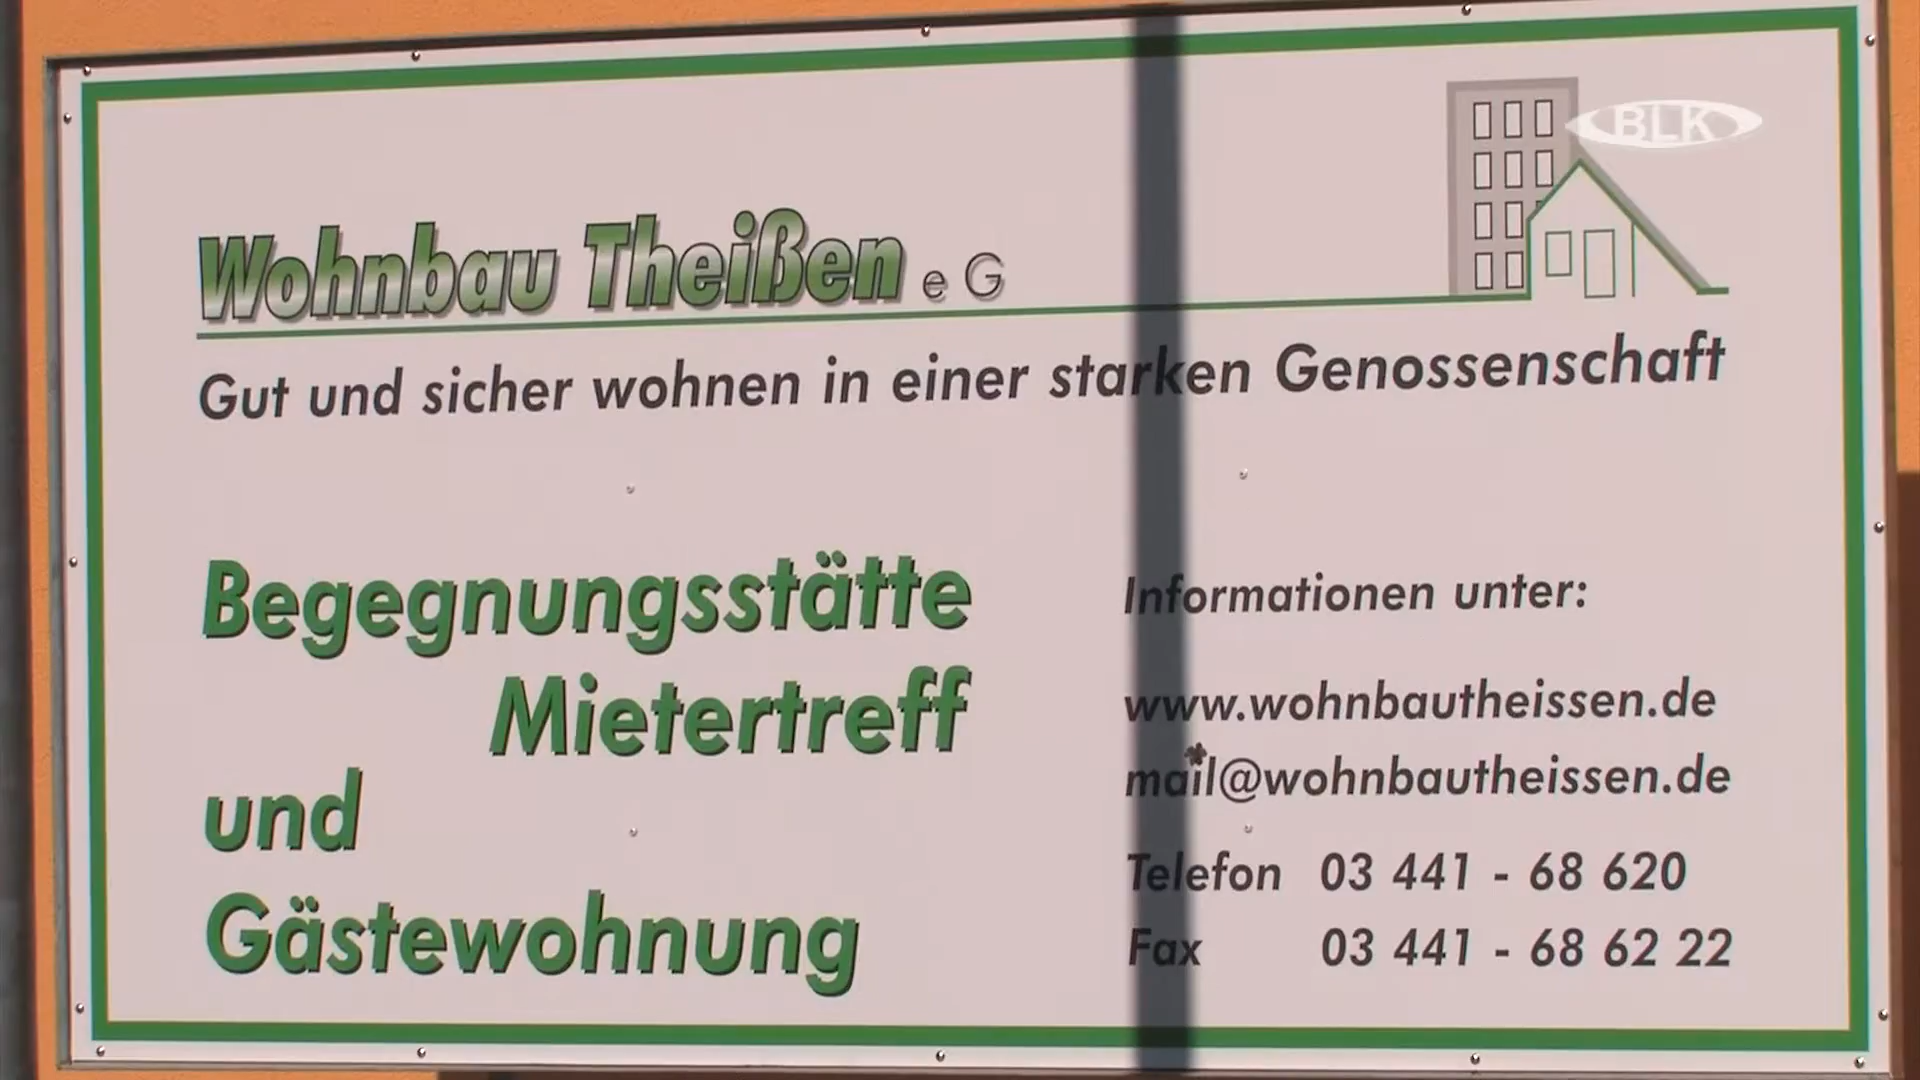 BLK
Wohnbau Theißen e G
Gut und sicher wohnen in einer starken Genossenschaft
Begegnungsstätte
Mietertreff
und
Gästewohnung
Informationen unter:
www.wohnbautheissen.de
mail@wohnbautheissen.de
Telefon 03 441 - 68 620
Fax 03 441 - 68 62 22